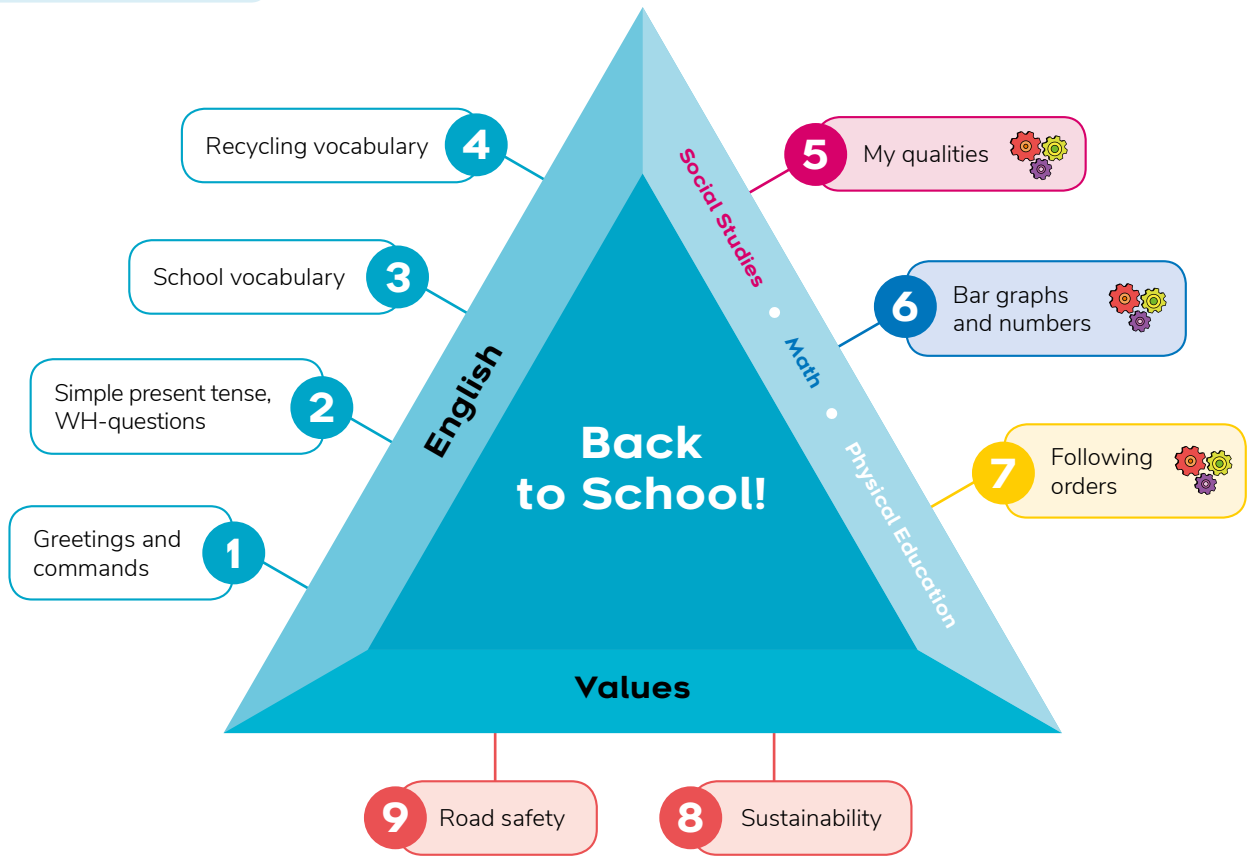 4
Recycling vocabulary
3
School vocabulary
2
Simple present tense,
WH-questions
1
Greetings and
commands
English
Back
to School!
Social Studies • Math • Physical Education
5
My qualities
6
Bar graphs
and numbers
7
Following
orders
Values
9
Road safety
8
Sustainability